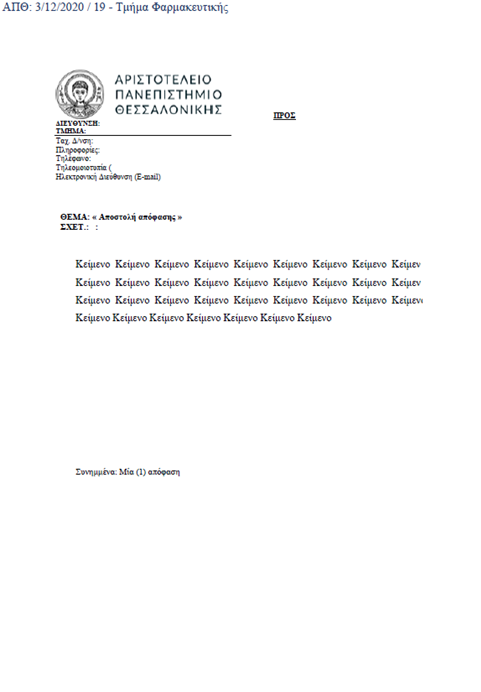 ΑΠΘ: 3/12/2020 / 19 - Τμήμα Φαρμακευτικής
ΑΡΙΣΤΟΤΕΛΕΙΟ
ΠΑΝΕΠΙΣΤΗΜΙΟ
ΘΕΣΣΑΛΟΝΙΚΗΣ
ΠΡΟΣ
ΔΙΕΥΘΥΝΣΗ:
ΤΜΗΜΑ:
Ταχ. Δ/νση:
Πληροφορίες:
Τηλέφωνο:
Τηλεομοιοτυπία (
Ηλεκτρονική Διεύθυνση (E-mail)
ΘΕΜΑ: « Αποστολή απόφασης »
ΣΧΕΤ.: :
Κείμενο Κείμενο Κείμενο Κείμενο Κείμενο Κείμενο Κείμενο Κείμενο Κείμεν
Κείμενο Κείμενο Κείμενο Κείμενο Κείμενο Κείμενο Κείμενο Κείμενο Κείμεν
Κείμενο Κείμενο Κείμενο Κείμενο Κείμενο Κείμενο Κείμενο Κείμενο Κείμενο
Κείμενο Κείμενο Κείμενο Κείμενο Κείμενο Κείμενο Κείμενο
Συνημμένα: Μία (1) απόφαση